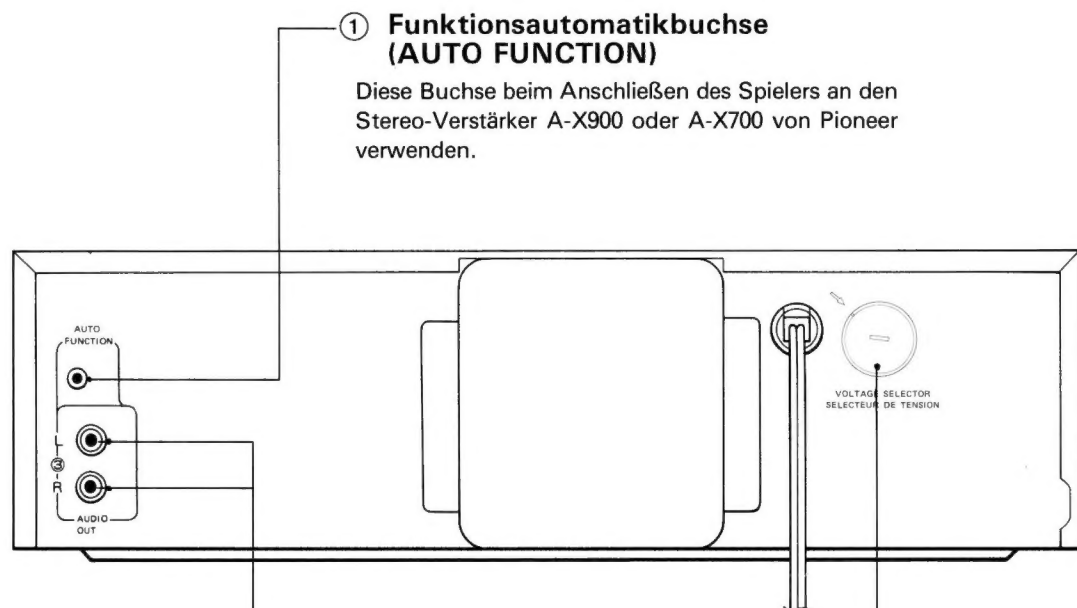 ① Funktionsautomatikbuchse
(AUTO FUNCTION)
Diese Buchse beim Anschließen des Spielers an den
Stereo-Verstärker A-X900 oder A-X700 von Pioneer
verwenden.
AUTO
FUNCTION
L
③
R
AUDIO
OUT
VOLTAGE SELECTOR
SELECTEUR DE TENSION